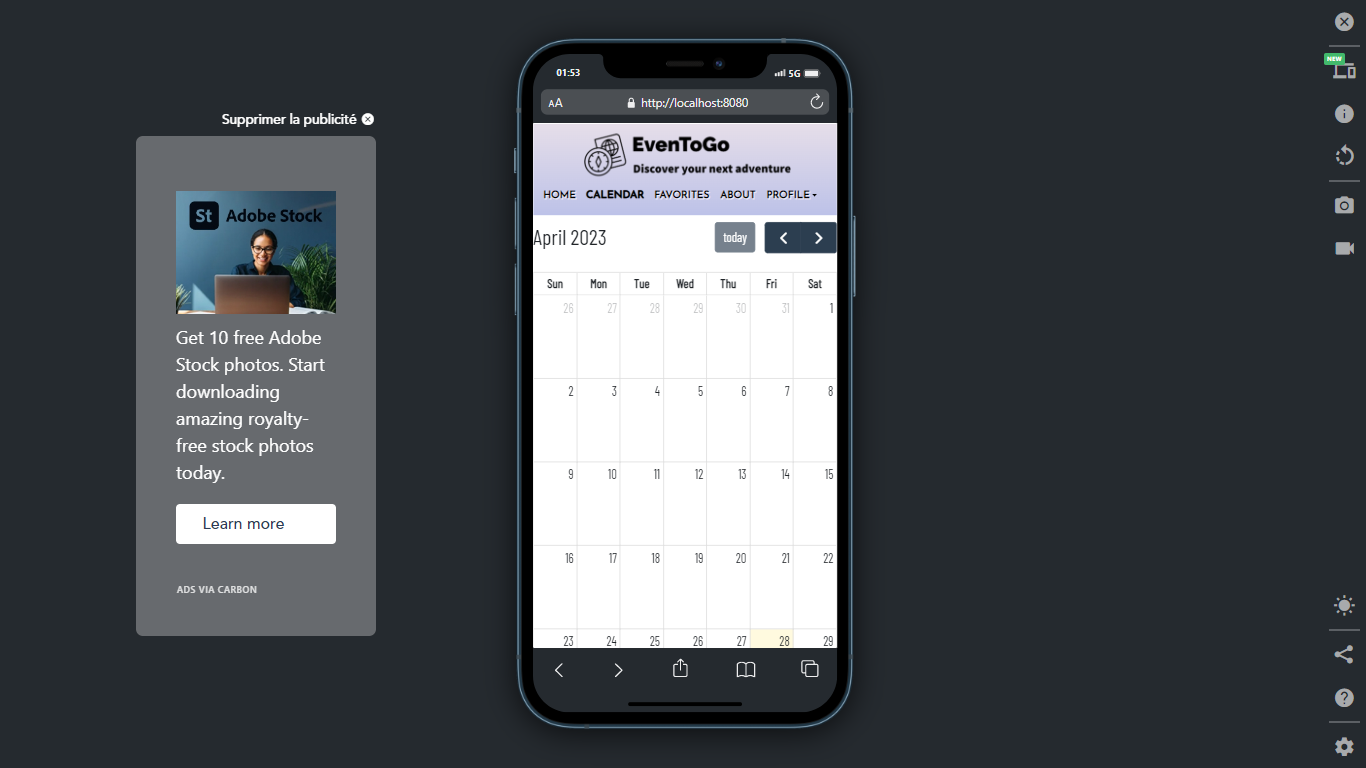 NEW
Supprimer la publicité
St Adobe Stock
Get 10 free Adobe
Stock photos. Start
downloading
amazing royalty-
free stock photos
today.
Learn more
ADS VIA CARBON
01:53 5G
AA http://localhost:8080
EvenToGo
Discover your next adventure
HOME CALENDAR FAVORITES ABOUT PROFILE
April 2023 today
Sun Mon Tue Wed Thu Fri Sat
26 27 28 29 30 31 1
2 3 4 5 6 7 8
9 10 11 12 13 14 15
16 17 18 19 20 21 22
23 24 25 26 27 28 29